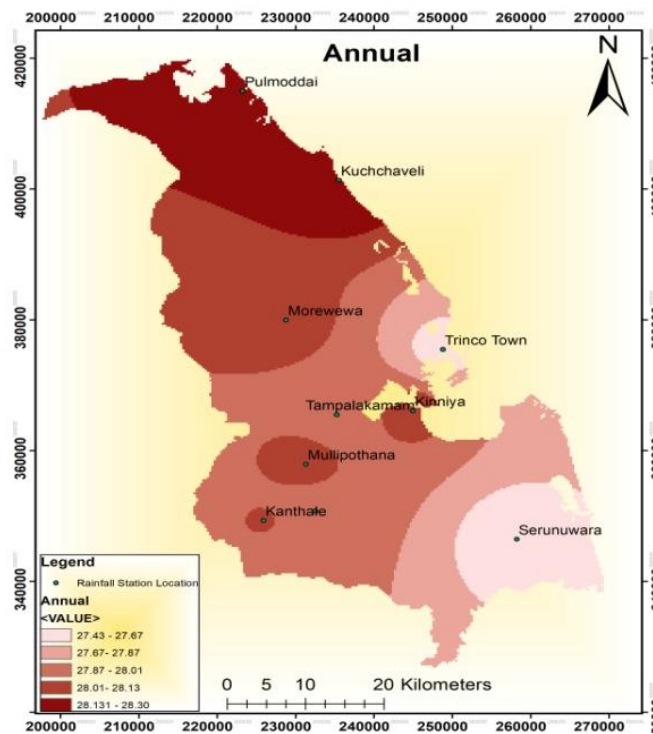 200000 210000 220000 230000 240000 250000 260000 270000
Annual
N
420000
Pulmoddai
Kuchchaveli
400000
Morewewa
380000
Trinco Town
Kinniya
Tampalakamam
Mullipothana
360000
Kanthale
Serunuwara
340000
Legend
Rainfall Station Location
Annual
<VALUE>
27.43 - 27.67
27.67- 27.87
27.87- 28.01
28.01- 28.13
28.131 - 28.30
0 5 10 20 Kilometers
200000 210000 220000 230000 240000 250000 260000 270000